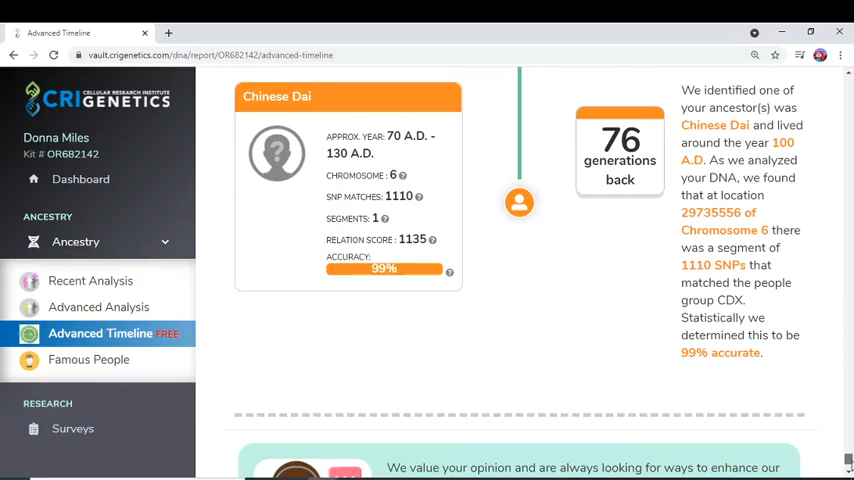 Advanced Timeline
vault.crigenetics.com/dna/report/OR682142/advanced-timeline
CRIGENETICS
CELLULAR RESEARCH INSTITUTE
Donna Miles
Kit # OR682142
Dashboard
ANCESTRY
Ancestry
Recent Analysis
Advanced Analysis
Advanced Timeline FREE
Famous People
RESEARCH
Surveys
Chinese Dai
?
APPROX. YEAR: 70 A.D. -
130 A.D.
CHROMOSOME : 6 ?
SNP MATCHES: 1110 ?
SEGMENTS: 1 ?
RELATION SCORE : 1135 ?
ACCURACY:
99% ?
76
generations
back
We identified one of
your ancestor(s) was
Chinese Dai and lived
around the year 100
A.D. As we analyzed
your DNA, we found
that at location
29735556 of
Chromosome 6 there
was a segment of
1110 SNPs that
matched the people
group CDX.
Statistically we
determined this to be
99% accurate.
We value your opinion and are always looking for ways to enhance our